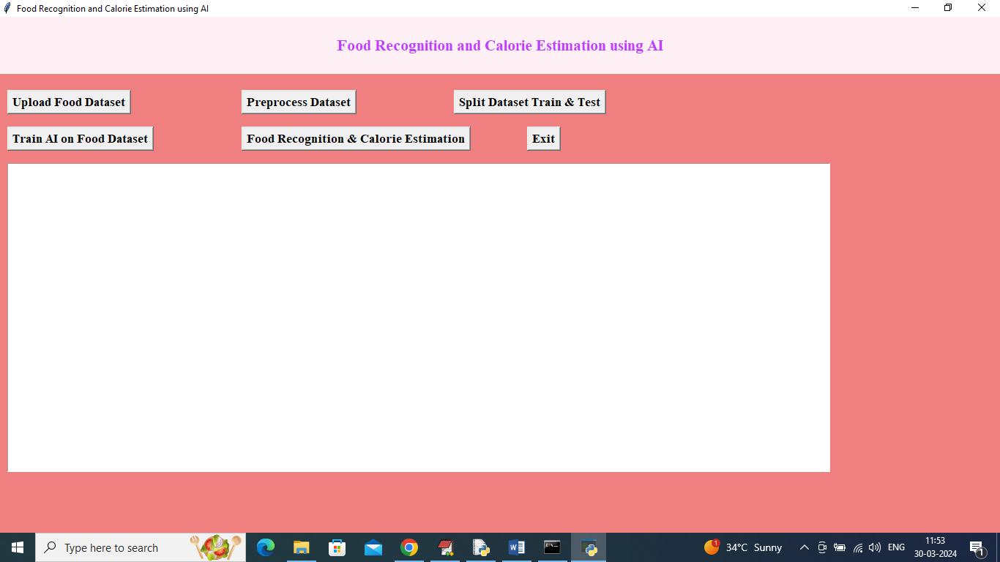 Food Recognition and Calorie Estimation using AI
Food Recognition and Calorie Estimation using AI
Upload Food Dataset Preprocess Dataset Split Dataset Train & Test
Train AI on Food Dataset Food Recognition & Calorie Estimation Exit
Type here to search 1 34°C Sunny ENG 11:53
30-03-2024 1